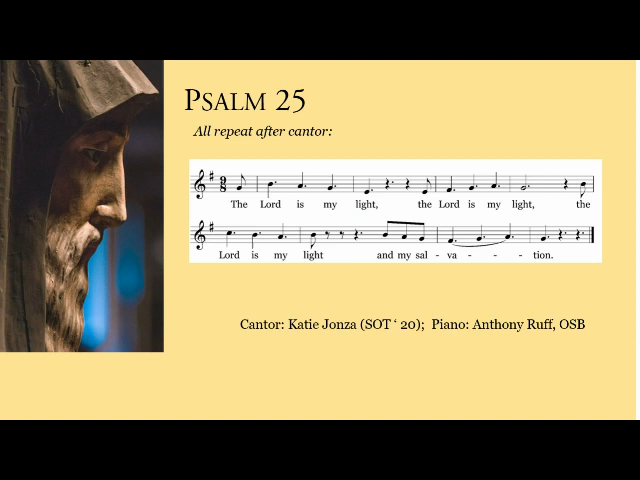 PSALM 25
All repeat after cantor:
The Lord is my light, the Lord is my light, the
Lord is my light and my sal - va - - - tion.
Cantor: Katie Jonza (SOT ‘ 20);  Piano: Anthony Ruff, OSB